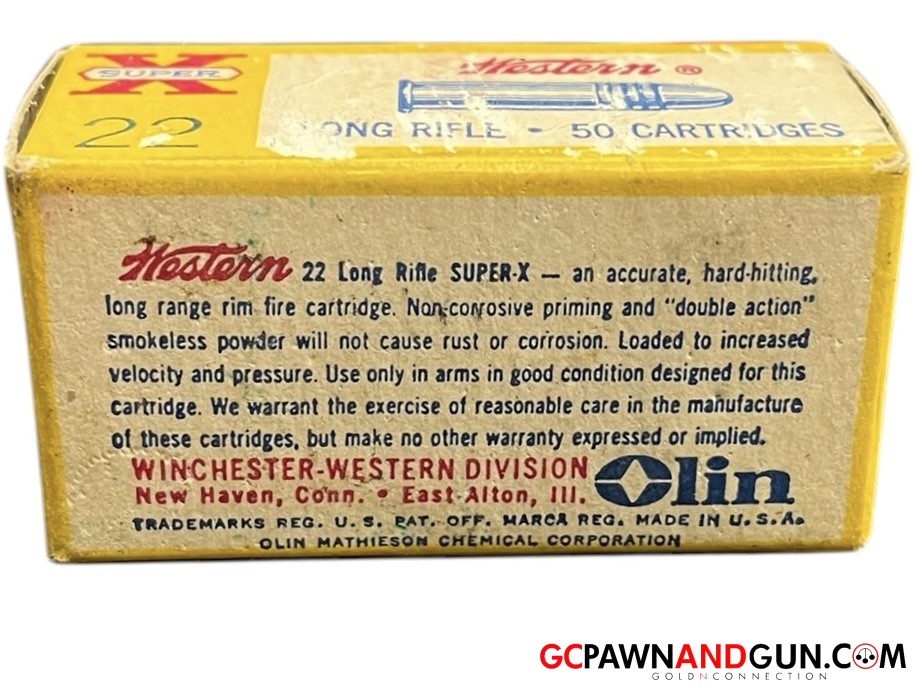 SUPER X
Western ®
22
LONG RIFLE • 50 CARTRIDGES
Western 22 Long Rifle SUPER-X — an accurate, hard-hitting,
long range rim fire cartridge. Non-corrosive priming and "double action"
smokeless powder will not cause rust or corrosion. Loaded to increased
velocity and pressure. Use only in arms in good condition designed for this
cartridge. We warrant the exercise of reasonable care in the manufacture
of these cartridges, but make no other warranty expressed or implied.
WINCHESTER-WESTERN DIVISION
New Haven, Conn. • East Alton, Ill.
Olin
TRADEMARKS REG. U. S. PAT. OFF. MARCA REG. MADE IN U. S. A.
OLIN MATHIESON CHEMICAL CORPORATION
GCPAWNANDGUN.COM
GOLDNCONNECTION